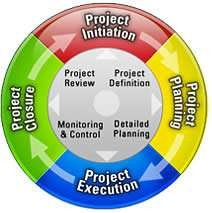 Project
Initiation
Project
Planning
Project
Execution
Project
Closure
Project
Review
Project
Definition
Monitoring
& Control
Detailed
Planning